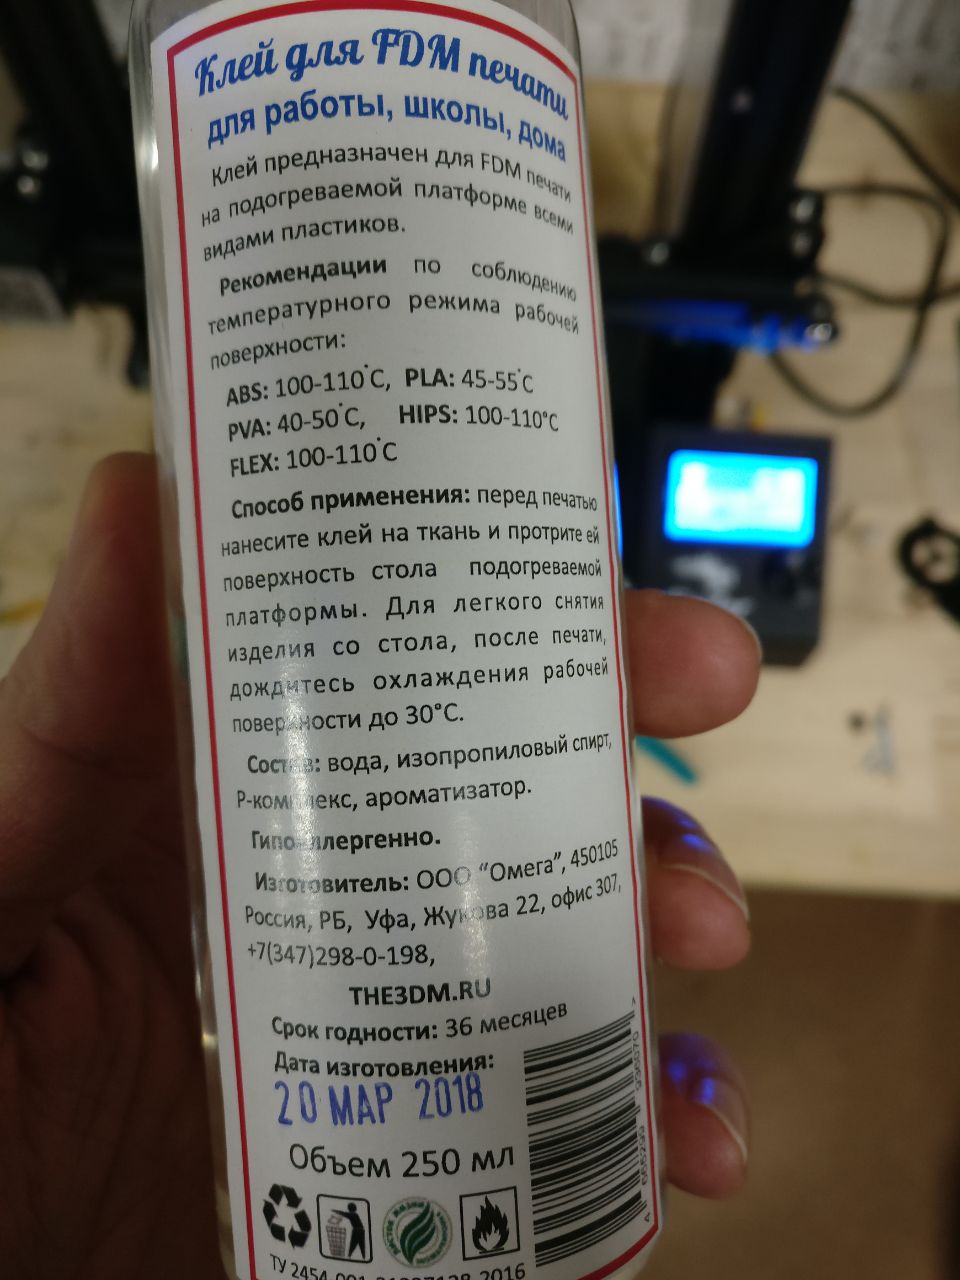 Клей для FDM печати
для работы, школы, дома
Клей предназначен для FDM печати
на подогреваемой платформе всеми
видами пластиков.
Рекомендации по соблюдению
температурного режима рабочей
поверхности:
ABS: 100-110°C, PLA: 45-55°C
PVA: 40-50°C, HIPS: 100-110°C
FLEX: 100-110°C
Способ применения: перед печатью
нанесите клей на ткань и протрите ей
поверхность стола подогреваемой
платформы. Для легкого снятия
изделия со стола, после печати,
дождитесь охлаждения рабочей
поверхности до 30°C.
Состав: вода, изопропиловый спирт,
Р-комплекс, ароматизатор.
Гипоаллергенно.
Изготовитель: ООО “Омега”, 450105
Россия, РБ, Уфа, Жукова 22, офис 307,
+7(347)298-0-198,
THE3DM.RU
Срок годности: 36 месяцев
Дата изготовления:
20 МАР 2018
Объем 250 мл